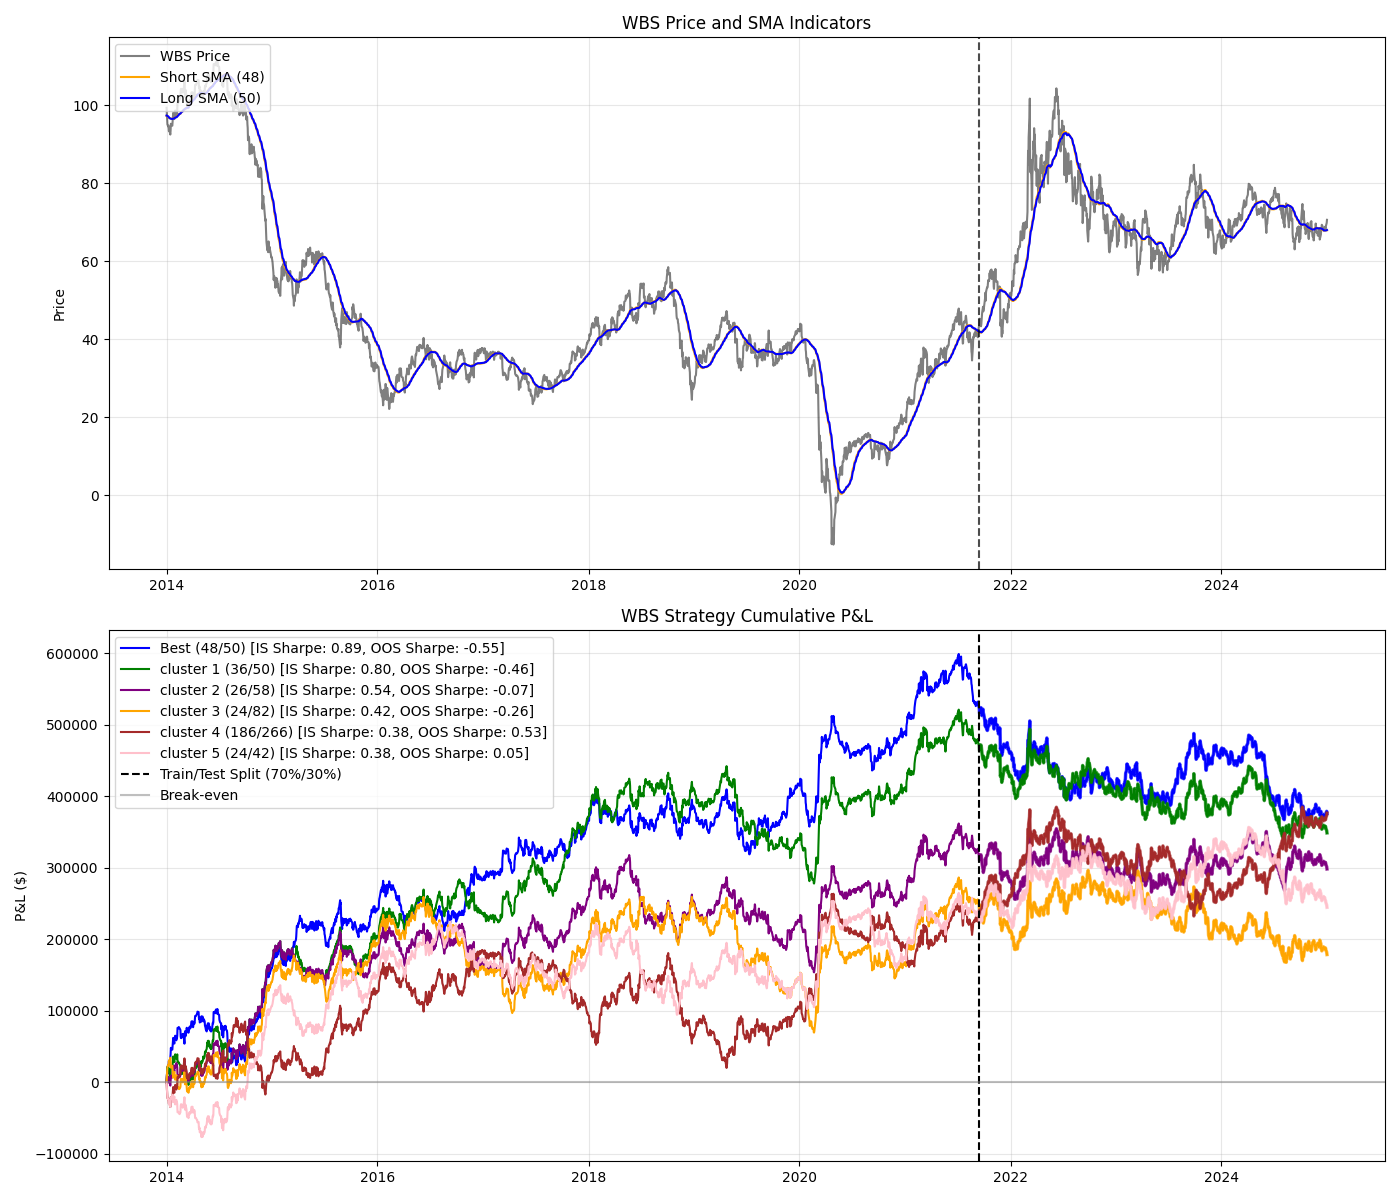 WBS Price and SMA Indicators
WBS Price
Short SMA (48)
Long SMA (50)
Price
100
80
60
40
20
0
2014 2016 2018 2020 2022 2024
WBS Strategy Cumulative P&L
Best (48/50) [IS Sharpe: 0.89, OOS Sharpe: -0.55]
cluster 1 (36/50) [IS Sharpe: 0.80, OOS Sharpe: -0.46]
cluster 2 (26/58) [IS Sharpe: 0.54, OOS Sharpe: -0.07]
cluster 3 (24/82) [IS Sharpe: 0.42, OOS Sharpe: -0.26]
cluster 4 (186/266) [IS Sharpe: 0.38, OOS Sharpe: 0.53]
cluster 5 (24/42) [IS Sharpe: 0.38, OOS Sharpe: 0.05]
Train/Test Split (70%/30%)
Break-even
P&L ($)
600000
500000
400000
300000
200000
100000
0
−100000
2014 2016 2018 2020 2022 2024